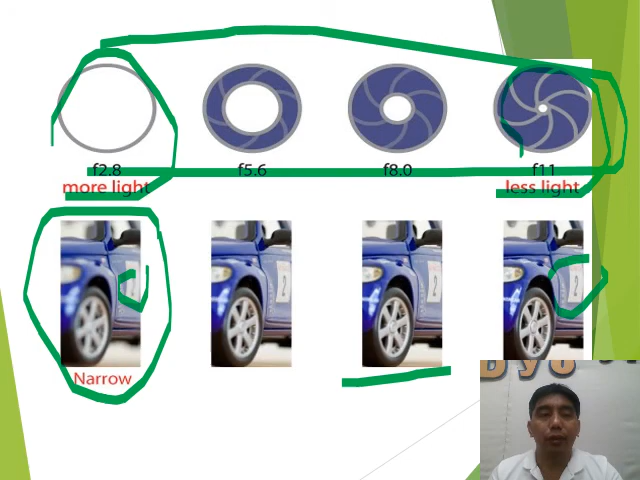 f2.8 f5.6 f8.0 f11
more light less light
2 2 2
Narrow
D y o